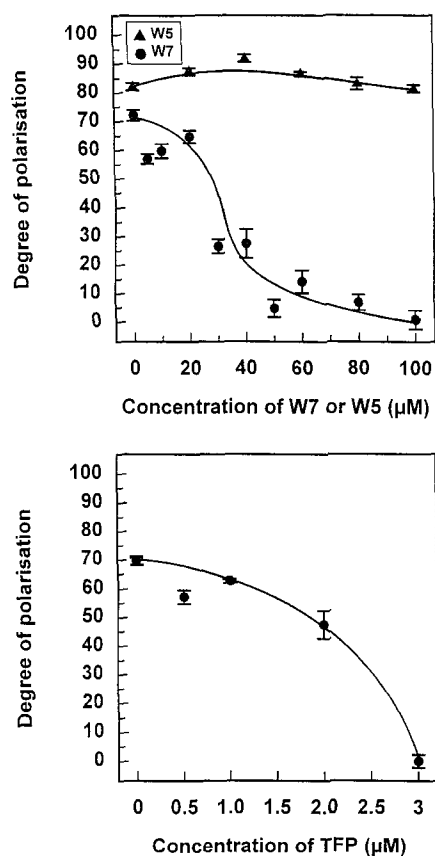 W5
W7
100
90
80
70
60
50
40
30
20
10
0
Degree of polarisation
0 20 40 60 80 100
Concentration of W7 or W5 (µM)
100
90
80
70
60
50
40
30
20
10
0
Degree of polarisation
0 0.5 1.0 1.5 2.0 2.5 3
Concentration of TFP (µM)